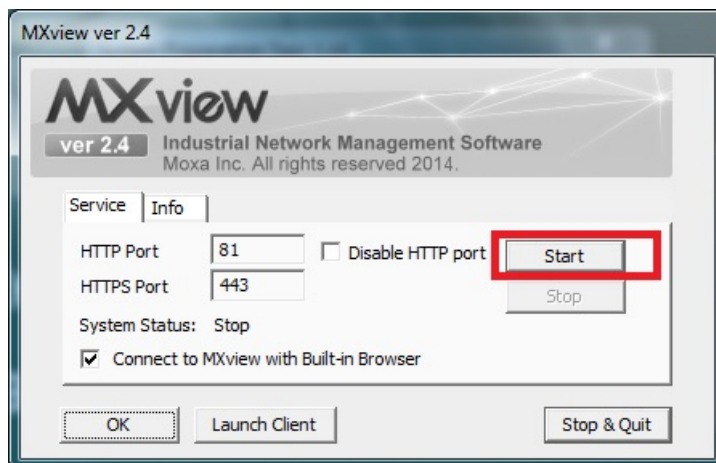 MXview ver 2.4
MXview
ver 2.4 Industrial Network Management Software
Moxa Inc. All rights reserved 2014.
Service Info
HTTP Port 81 Disable HTTP port Start
HTTPS Port 443 Stop
System Status: Stop
Connect to MXview with Built-in Browser
OK Launch Client Stop & Quit